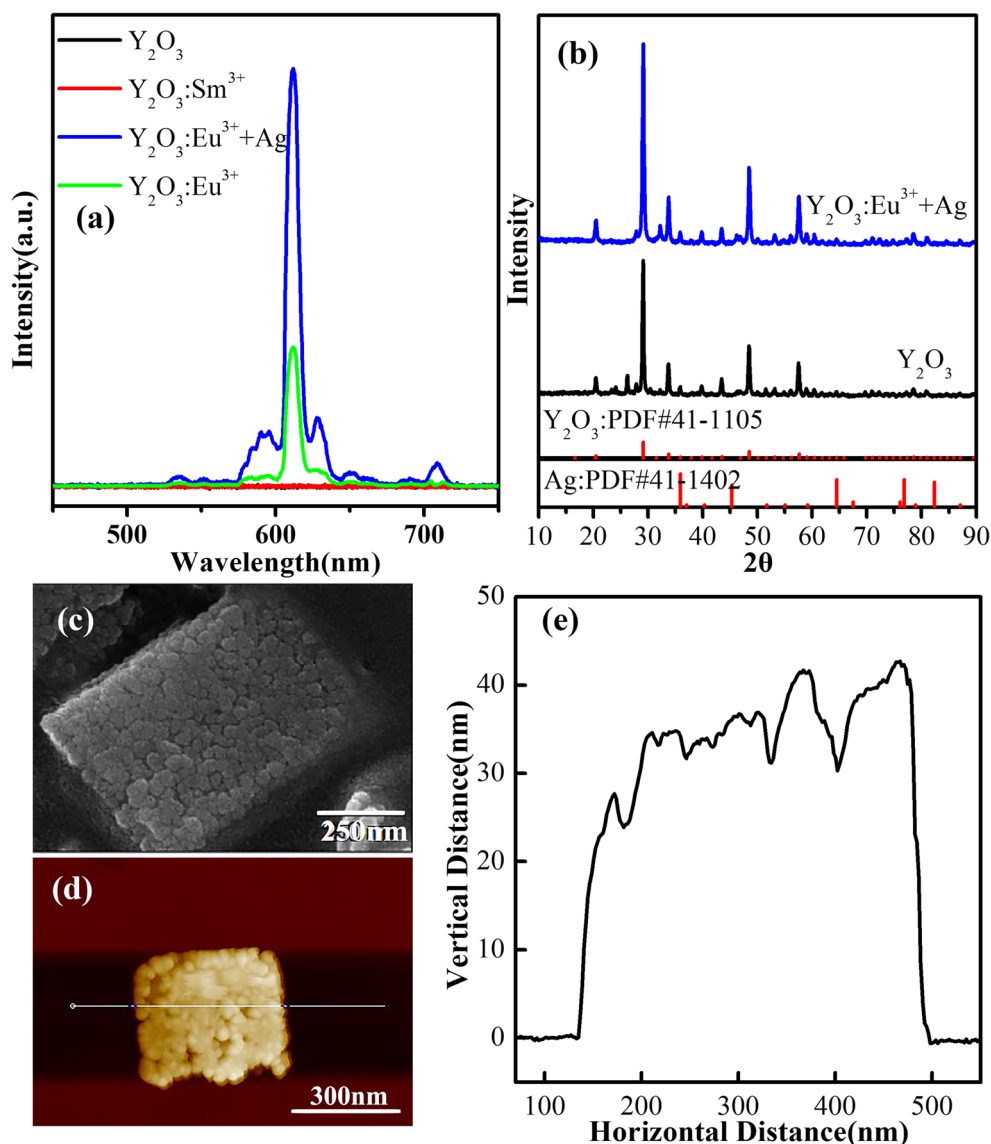 Y₂O₃
Y₂O₃:Sm³⁺
Y₂O₃:Eu³⁺+Ag
Y₂O₃:Eu³⁺
(a)
Intensity(a.u.)
500 600 700
Wavelength(nm)
(b)
Y₂O₃:Eu³⁺+Ag
Y₂O₃
Y₂O₃:PDF#41-1105
Ag:PDF#41-1402
Intensity
10 20 30 40 50 60 70 80 90
2θ
(c)
250nm
(d)
300nm
(e)
50
40
30
20
10
0
Vertical Distance(nm)
100 200 300 400 500
Horizontal Distance(nm)